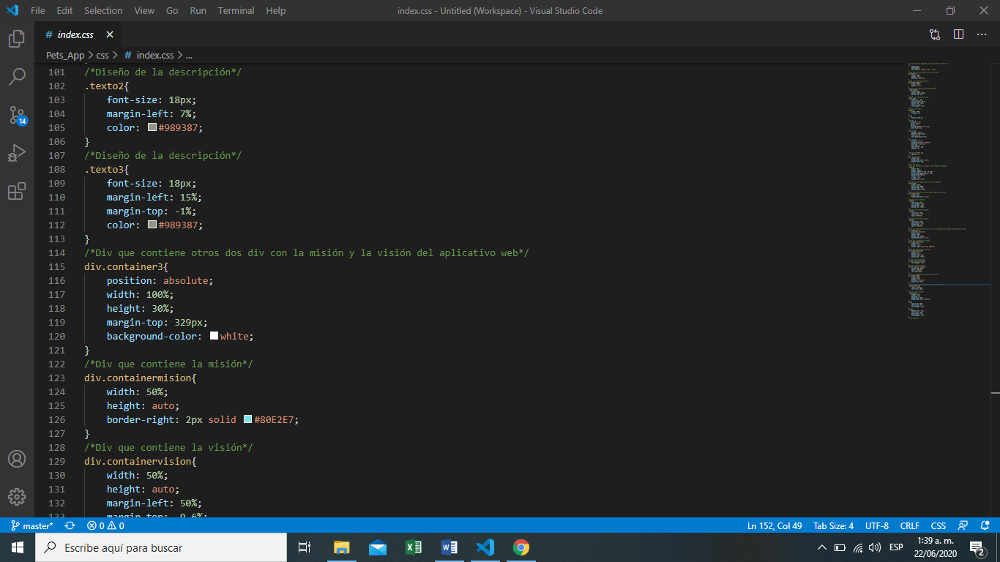 File Edit Selection View Go Run Terminal Help index.css - Untitled (Workspace) - Visual Studio Code
# index.css
Pets_App > css > # index.css > ...
101 /*Diseño de la descripción*/
102 .texto2{
103 font-size: 18px;
104 margin-left: 7%;
105 color: #989387;
106 }
107 /*Diseño de la descripción*/
108 .texto3{
109 font-size: 18px;
110 margin-left: 15%;
111 margin-top: -1%;
112 color: #989387;
113 }
114 /*Div que contiene otros dos div con la misión y la visión del aplicativo web*/
115 div.container3{
116 position: absolute;
117 width: 100%;
118 height: 30%;
119 margin-top: 329px;
120 background-color: white;
121 }
122 /*Div que contiene la misión*/
123 div.containermision{
124 width: 50%;
125 height: auto;
126 border-right: 2px solid #80E2E7;
127 }
128 /*Div que contiene la visión*/
129 div.containervision{
130 width: 50%;
131 height: auto;
132 margin-left: 50%;
133 margin-top: -9.6%;
14
master* 0 0 Ln 152, Col 49 Tab Size: 4 UTF-8 CRLF CSS
Escribe aquí para buscar
ESP
1:39 a. m.
22/06/2020
2